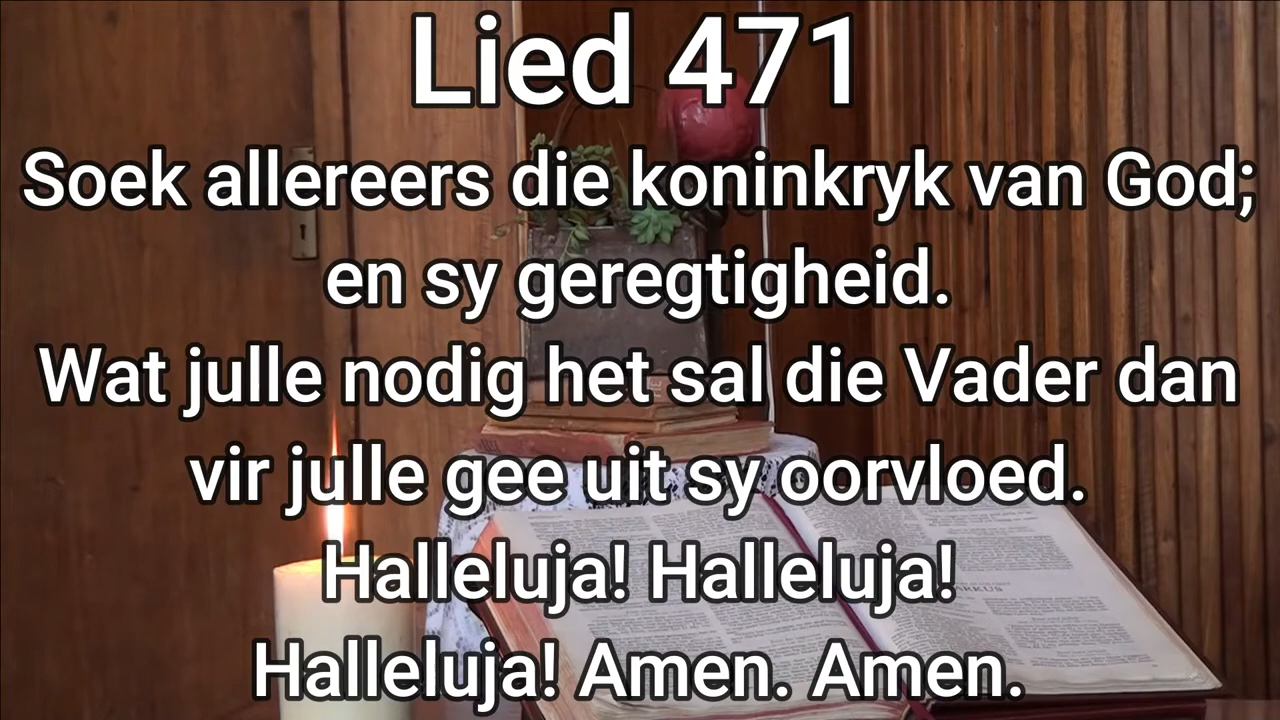 Lied 471
Soek allereers die koninkryk van God;
en sy geregtigheid.
Wat julle nodig het sal die Vader dan
vir julle gee uit sy oorvloed.
Halleluja! Halleluja!
Halleluja! Amen. Amen.